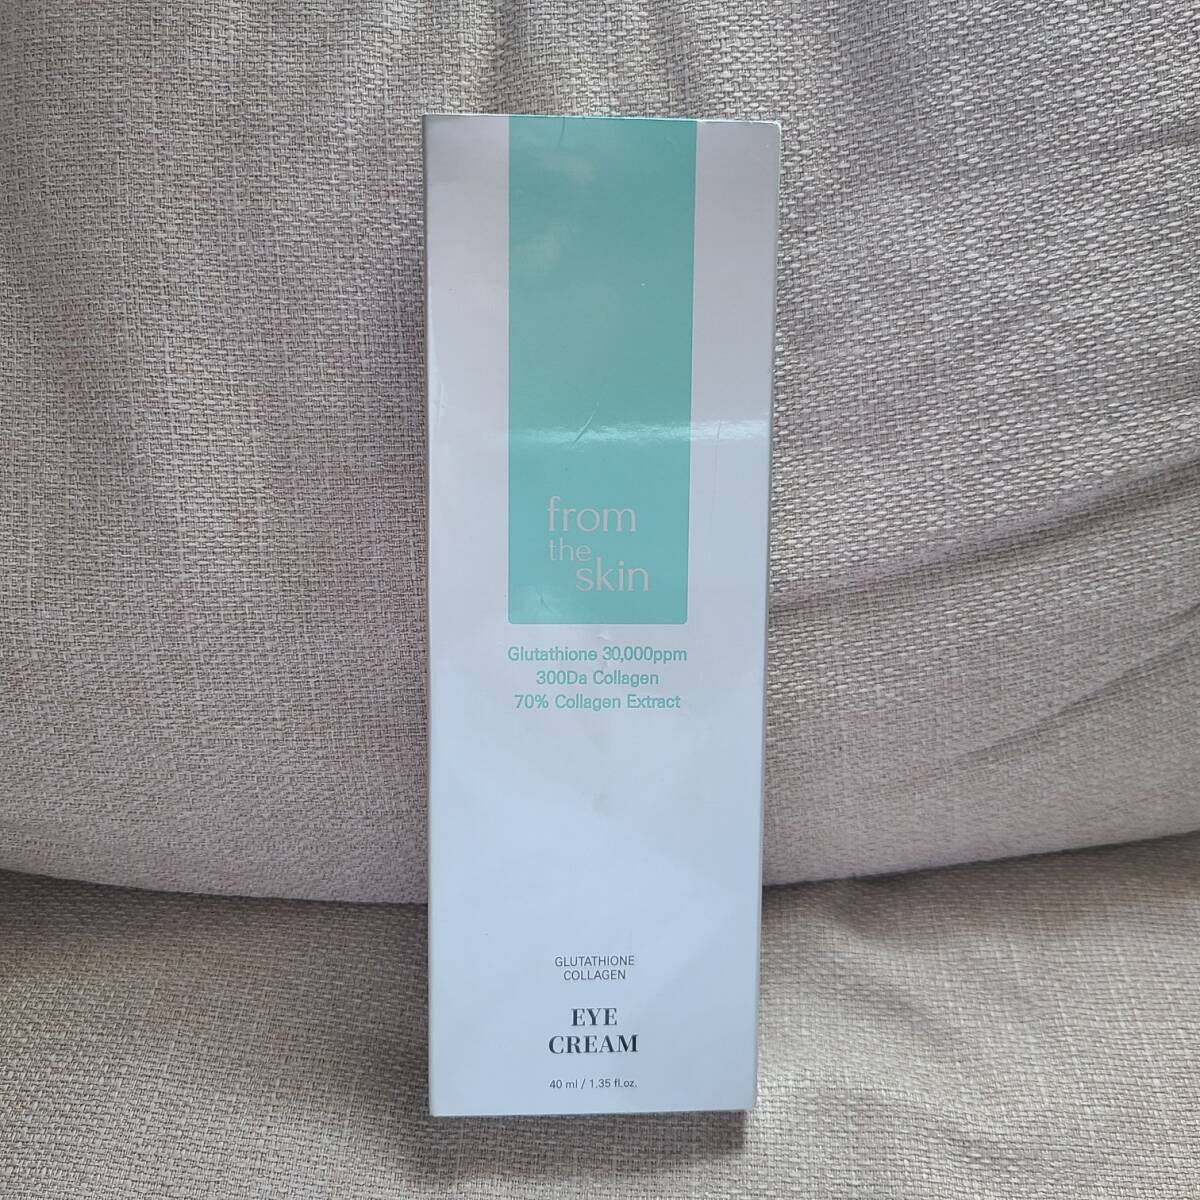 from
the
skin
Glutathione 30,000ppm
300Da Collagen
70% Collagen Extract
GLUTATHIONE
COLLAGEN
EYE
CREAM
40 ml / 1.35 fl.oz.